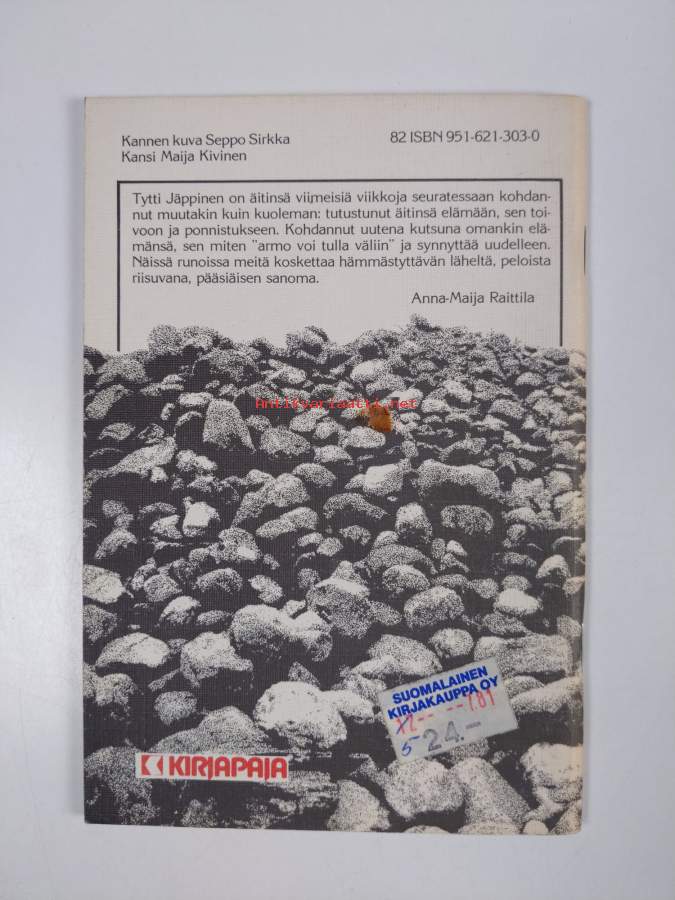 Kannen kuva Seppo Sirkka
Kansi Maija Kivinen
82 ISBN 951-621-303-0
Tytti Jäppinen on äitinsä viimeisiä viikkoja seuratessaan kohdan-
nut muutakin kuin kuoleman: tutustunut äitinsä elämään, sen toi-
voon ja ponnistukseen. Kohdannut uutena kutsuna omankin elä-
mänsä, sen miten "armo voi tulla väliin" ja synnyttää uudelleen.
Näissä runoissa meitä koskettaa hämmästyttävän läheltä, peloista
riisuvana, pääsiäisen sanoma.
Anna-Maija Raittila
Antikvariaatti.net
SUOMALAINEN
KIRJAKAUPPA OY
24.-
KIRJAPAJA